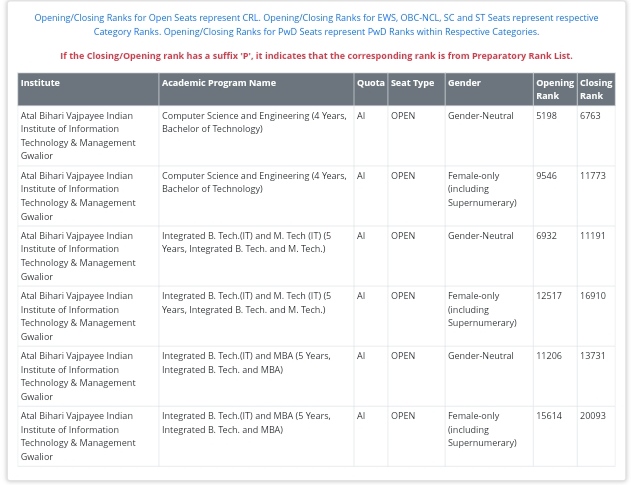 Opening/Closing Ranks for Open Seats represent CRL. Opening/Closing Ranks for EWS, OBC-NCL, SC and ST Seats represent respective
Category Ranks. Opening/Closing Ranks for PwD Seats represent PwD Ranks within Respective Categories.
If the Closing/Opening rank has a suffix 'P', it indicates that the corresponding rank is from Preparatory Rank List.
Institute Academic Program Name Quota Seat Type Gender Opening Closing
Rank Rank
Atal Bihari Vajpayee Indian Computer Science and Engineering (4 Years, AI OPEN Gender-Neutral 5198 6763
Institute of Information Bachelor of Technology)
Technology & Management
Gwalior
Atal Bihari Vajpayee Indian Computer Science and Engineering (4 Years, AI OPEN Female-only 9546 11773
Institute of Information Bachelor of Technology) (including
Technology & Management Supernumerary)
Gwalior
Atal Bihari Vajpayee Indian Integrated B. Tech.(IT) and M. Tech (IT) (5 AI OPEN Gender-Neutral 6932 11191
Institute of Information Years, Integrated B. Tech. and M. Tech.)
Technology & Management
Gwalior
Atal Bihari Vajpayee Indian Integrated B. Tech.(IT) and M. Tech (IT) (5 AI OPEN Female-only 12517 16910
Institute of Information Years, Integrated B. Tech. and M. Tech.) (including
Technology & Management Supernumerary)
Gwalior
Atal Bihari Vajpayee Indian Integrated B. Tech.(IT) and MBA (5 Years, AI OPEN Gender-Neutral 11206 13731
Institute of Information Integrated B. Tech. and MBA)
Technology & Management
Gwalior
Atal Bihari Vajpayee Indian Integrated B. Tech.(IT) and MBA (5 Years, AI OPEN Female-only 15614 20093
Institute of Information Integrated B. Tech. and MBA) (including
Technology & Management Supernumerary)
Gwalior